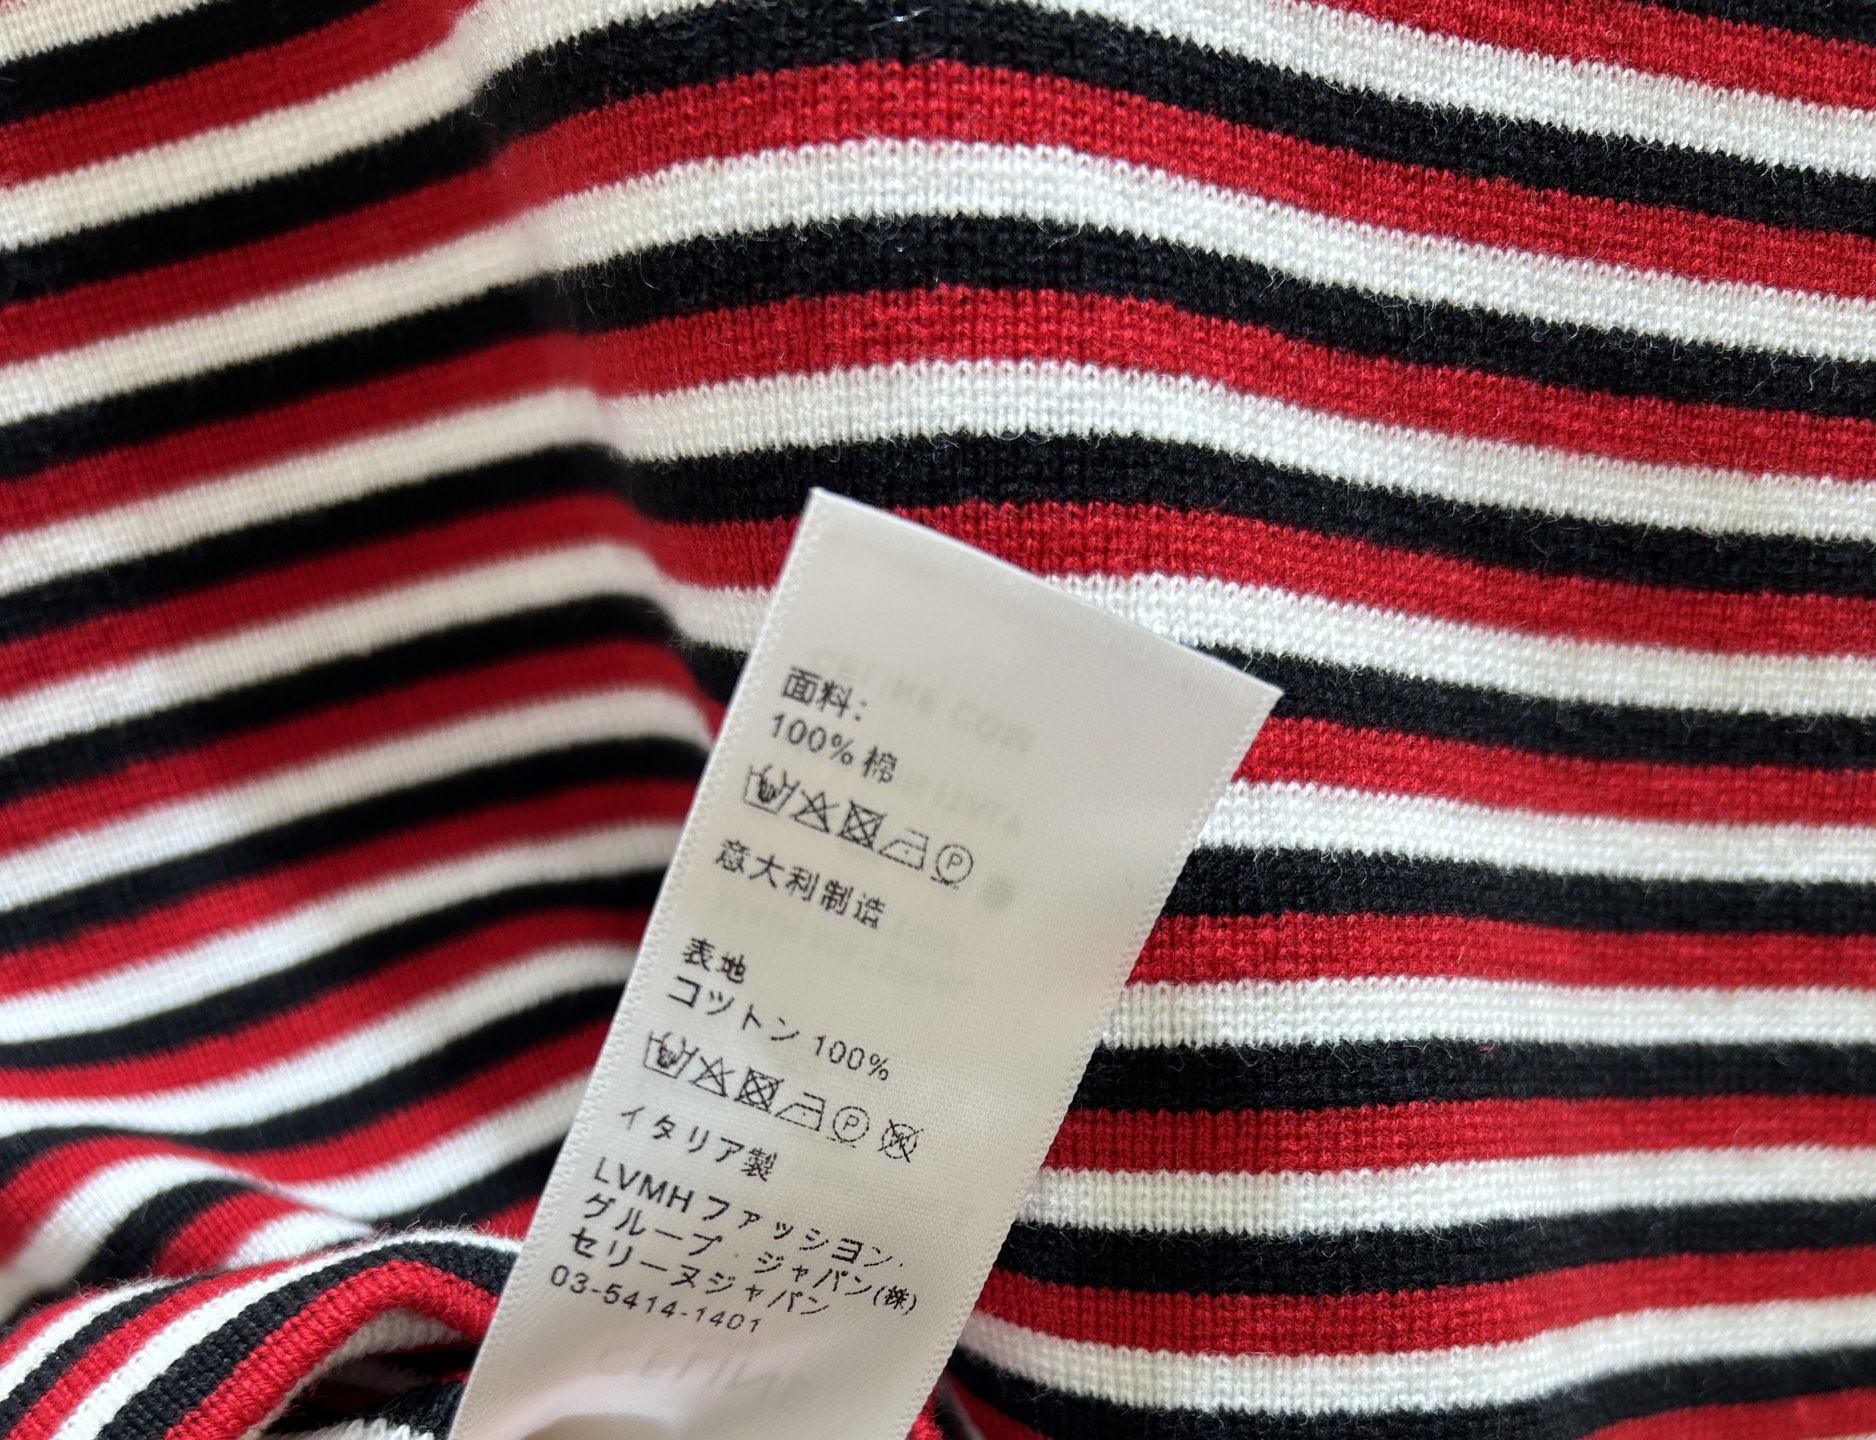 面料:
100% 棉
P
意大利制造
表地
コットン 100%
P
イタリア製
LVMH ファッション・
グループ・ジャパン(株)
セリーヌジャパン
03-5414-1401